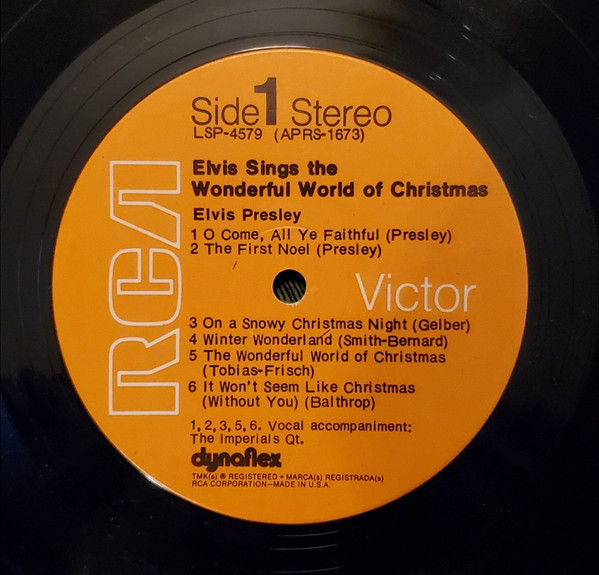 Side 1 Stereo
LSP-4579 (APRS-1673)
Elvis Sings the
Wonderful World of Christmas
Elvis Presley
1 O Come, All Ye Faithful (Presley)
2 The First Noel (Presley)
RCA
Victor
3 On a Snowy Christmas Night (Gelber)
4 Winter Wonderland (Smith-Bernard)
5 The Wonderful World of Christmas
(Tobias-Frisch)
6 It Won't Seem Like Christmas
(Without You) (Balthrop)
1,2,3,5,6. Vocal accompaniment:
The Imperials Qt.
dynaflex
TMK(s) ® REGISTERED • MARCA(s) REGISTRADA(s)
RCA CORPORATION—MADE IN U.S.A.